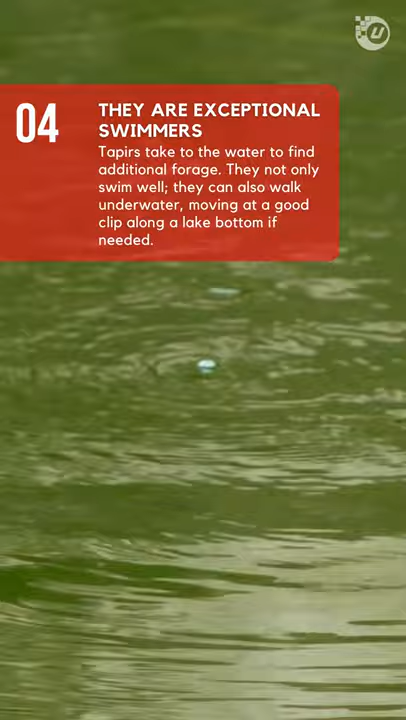 04
THEY ARE EXCEPTIONAL
SWIMMERS
Tapirs take to the water to find
additional forage. They not only
swim well; they can also walk
underwater, moving at a good
clip along a lake bottom if
needed.
U